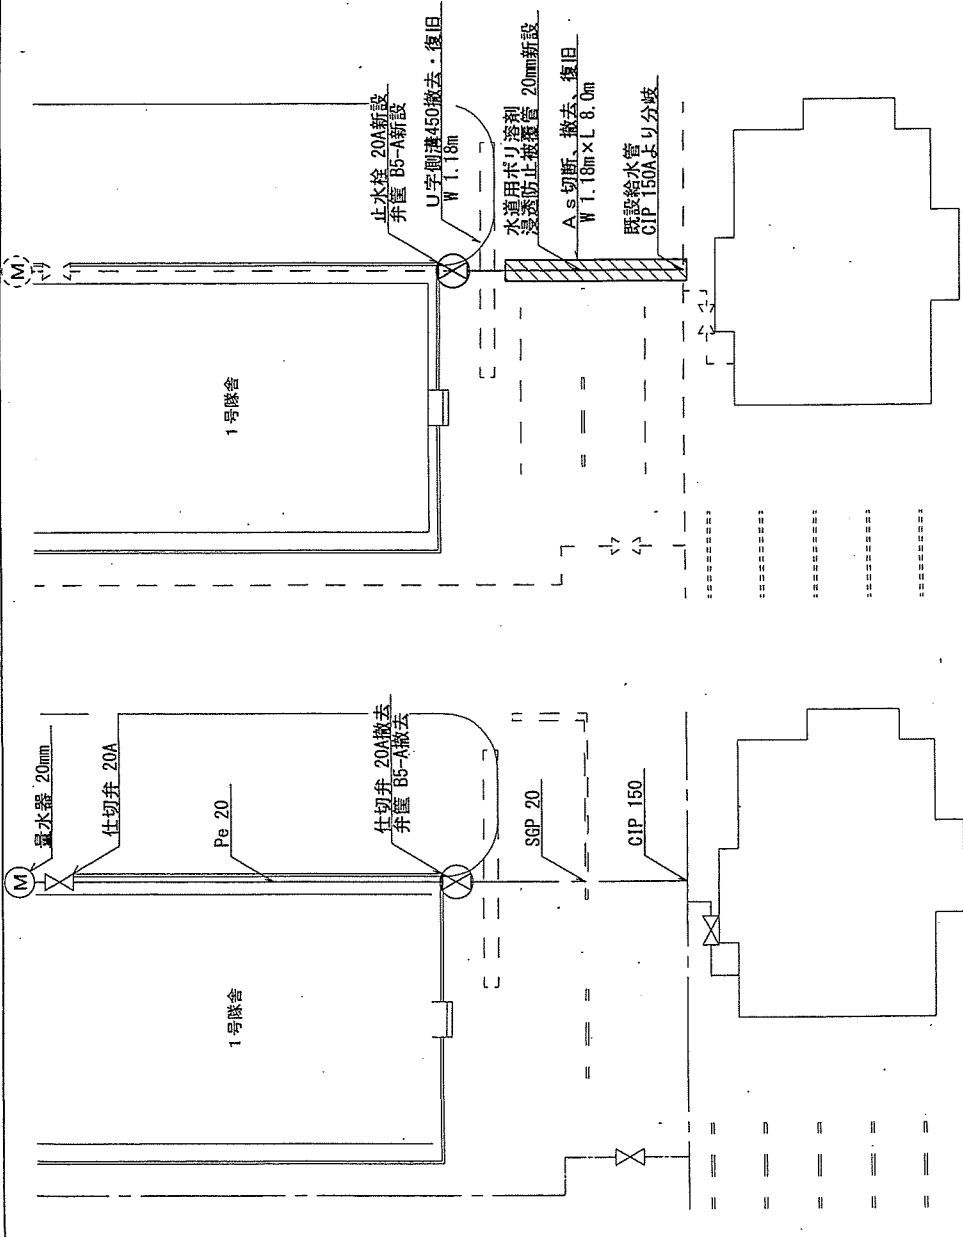 M
量水器 20mm
仕切弁 20A
Pe 20
仕切弁 20A撤去
弁筐 B5-A撤去
SGP 20
CIP 150
1号隊舎
M
止水栓 20A新設
弁筐 B5-A新設
U字側溝450撤去・復旧
W 1.18m
水道用ポリ溶剤
浸透防止被覆管 20mm新設
As切断、撤去、復旧
W 1.18m×L 8.0m
既設給水管
CIP 150Aより分岐
1号隊舎